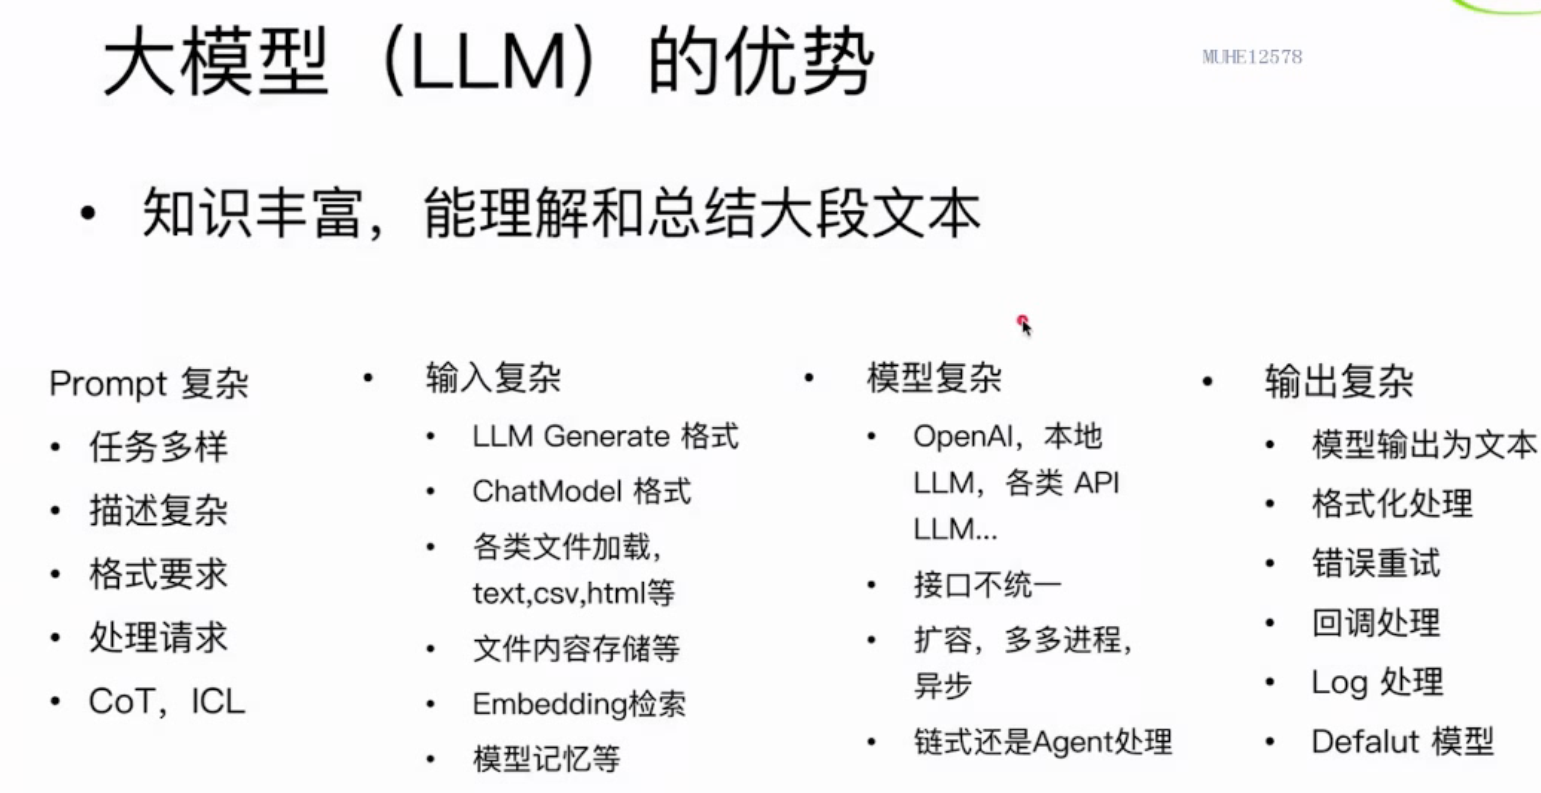 大模型（LLM）的优势
MUHE12578
• 知识丰富，能理解和总结大段文本
Prompt 复杂
• 任务多样
• 描述复杂
• 格式要求
• 处理请求
• CoT，ICL
• 输入复杂
• LLM Generate 格式
• ChatModel 格式
• 各类文件加载，
text,csv,html等
• 文件内容存储等
• Embedding检索
• 模型记忆等
• 模型复杂
• OpenAI，本地
LLM，各类 API
LLM...
• 接口不统一
• 扩容，多多进程，
异步
• 链式还是Agent处理
• 输出复杂
• 模型输出为文本
• 格式化处理
• 错误重试
• 回调处理
• Log 处理
• Defalut 模型